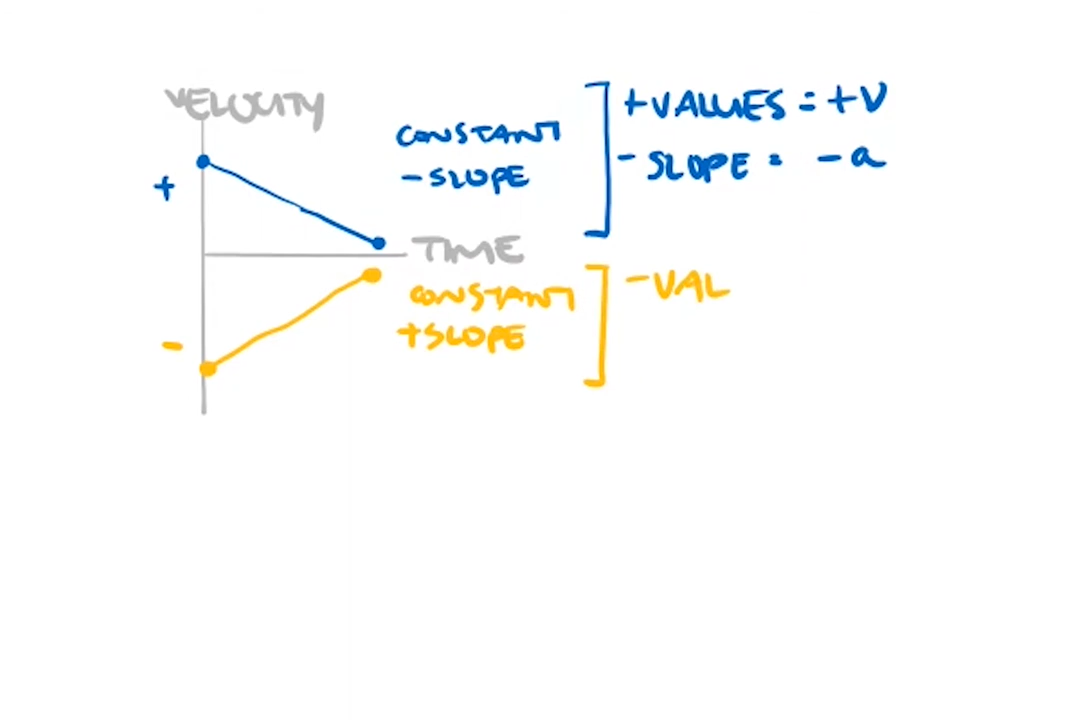 VELOCITY
+
CONSTANT
-SLOPE
+VALUES = +V
-SLOPE = -a
TIME
-
CONSTANT
+SLOPE
-VAL